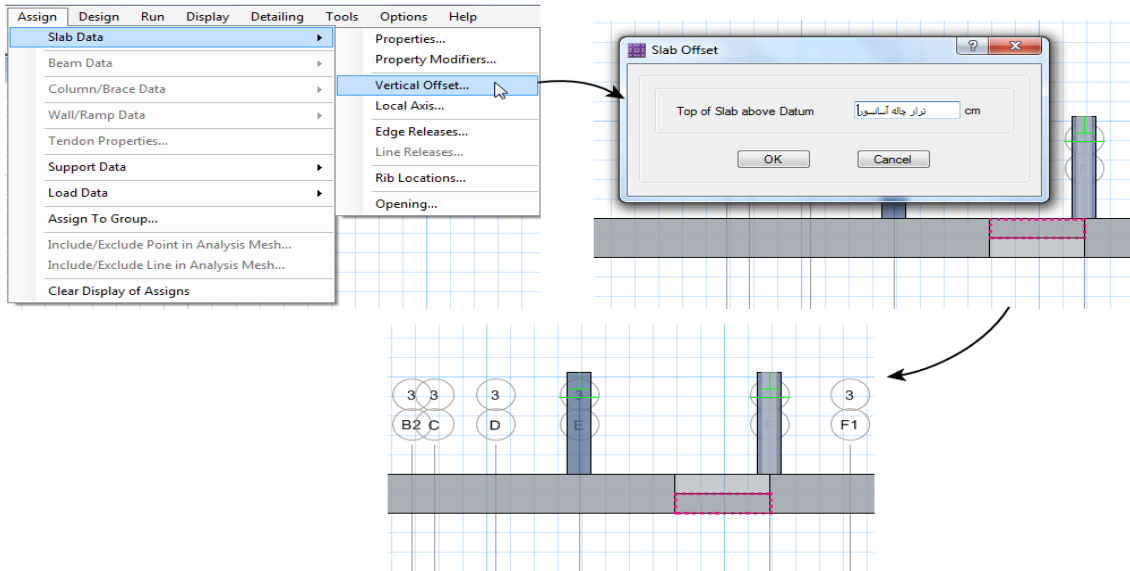 Assign Design Run Display Detailing Tools Options Help
Slab Data
Beam Data
Column/Brace Data
Wall/Ramp Data
Tendon Properties...
Support Data
Load Data
Assign To Group...
Include/Exclude Point in Analysis Mesh...
Include/Exclude Line in Analysis Mesh...
Clear Display of Assigns
Properties...
Property Modifiers...
Vertical Offset...
Local Axis...
Edge Releases...
Line Releases...
Rib Locations...
Opening...
Slab Offset
Top of Slab above Datum تراز چاله آسانسور cm
OK Cancel
F
3 3 3 3 3
B2 C D E F F1